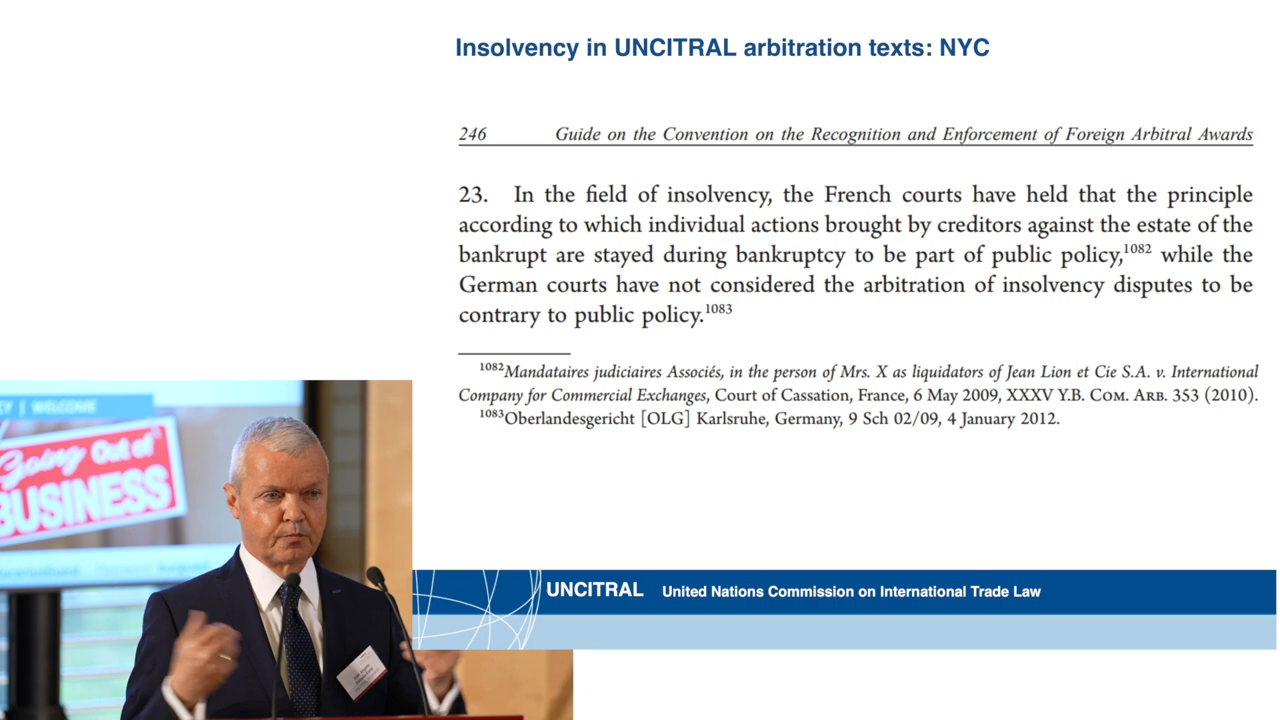 Insolvency in UNCITRAL arbitration texts: NYC
246 Guide on the Convention on the Recognition and Enforcement of Foreign Arbitral Awards
23. In the field of insolvency, the French courts have held that the principle
according to which individual actions brought by creditors against the estate of the
bankrupt are stayed during bankruptcy to be part of public policy,1082 while the
German courts have not considered the arbitration of insolvency disputes to be
contrary to public policy.1083
1082Mandataires judiciaires Associés, in the person of Mrs. X as liquidators of Jean Lion et Cie S.A. v. International
Company for Commercial Exchanges, Court of Cassation, France, 6 May 2009, XXXV Y.B. Com. Arb. 353 (2010).
1083Oberlandesgericht [OLG] Karlsruhe, Germany, 9 Sch 02/09, 4 January 2012.
CY | WELCOME
Going Out of
BUSINESS
UNCITRAL United Nations Commission on International Trade Law